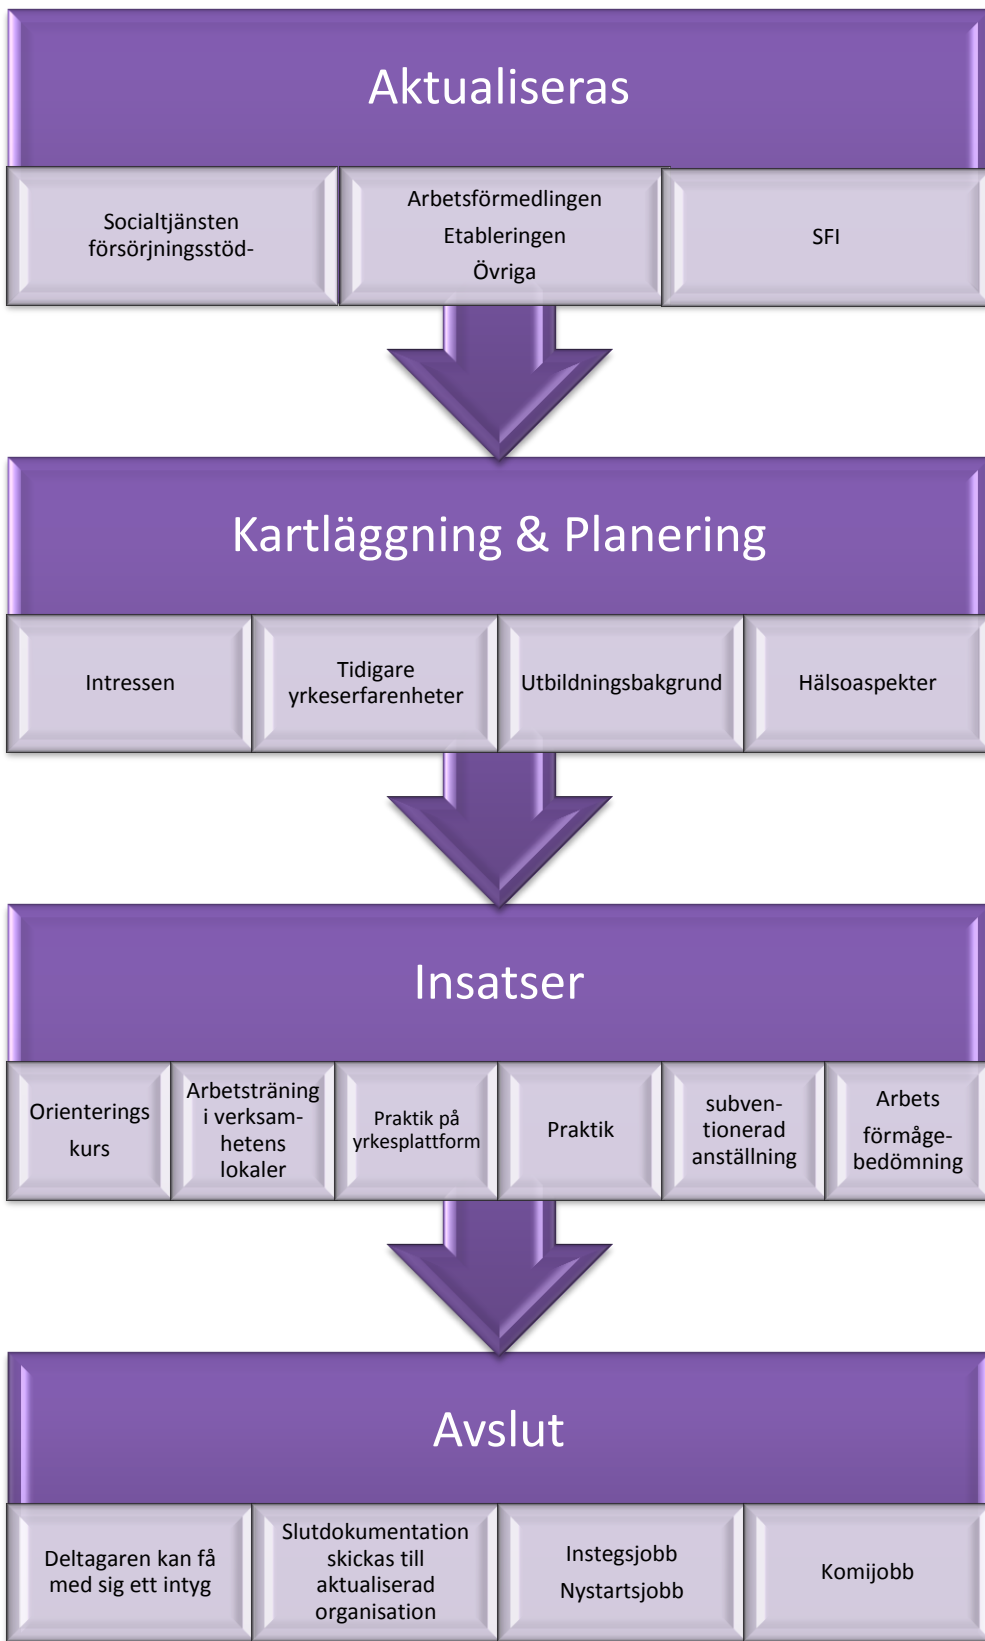 Aktualiseras
Socialtjänsten
försörjningsstöd-
Arbetsförmedlingen
Etableringen
Övriga
SFI
Kartläggning & Planering
Intressen
Tidigare
yrkeserfarenheter
Utbildningsbakgrund
Hälsoaspekter
Insatser
Orienterings
kurs
Arbetsträning
i verksam-
hetens
lokaler
Praktik på
yrkesplattform
Praktik
subven-
tionerad
anställning
Arbets
förmåge-
bedömning
Avslut
Deltagaren kan få
med sig ett intyg
Slutdokumentation
skickas till
aktualiserad
organisation
Instegsjobb
Nystartsjobb
Komijobb